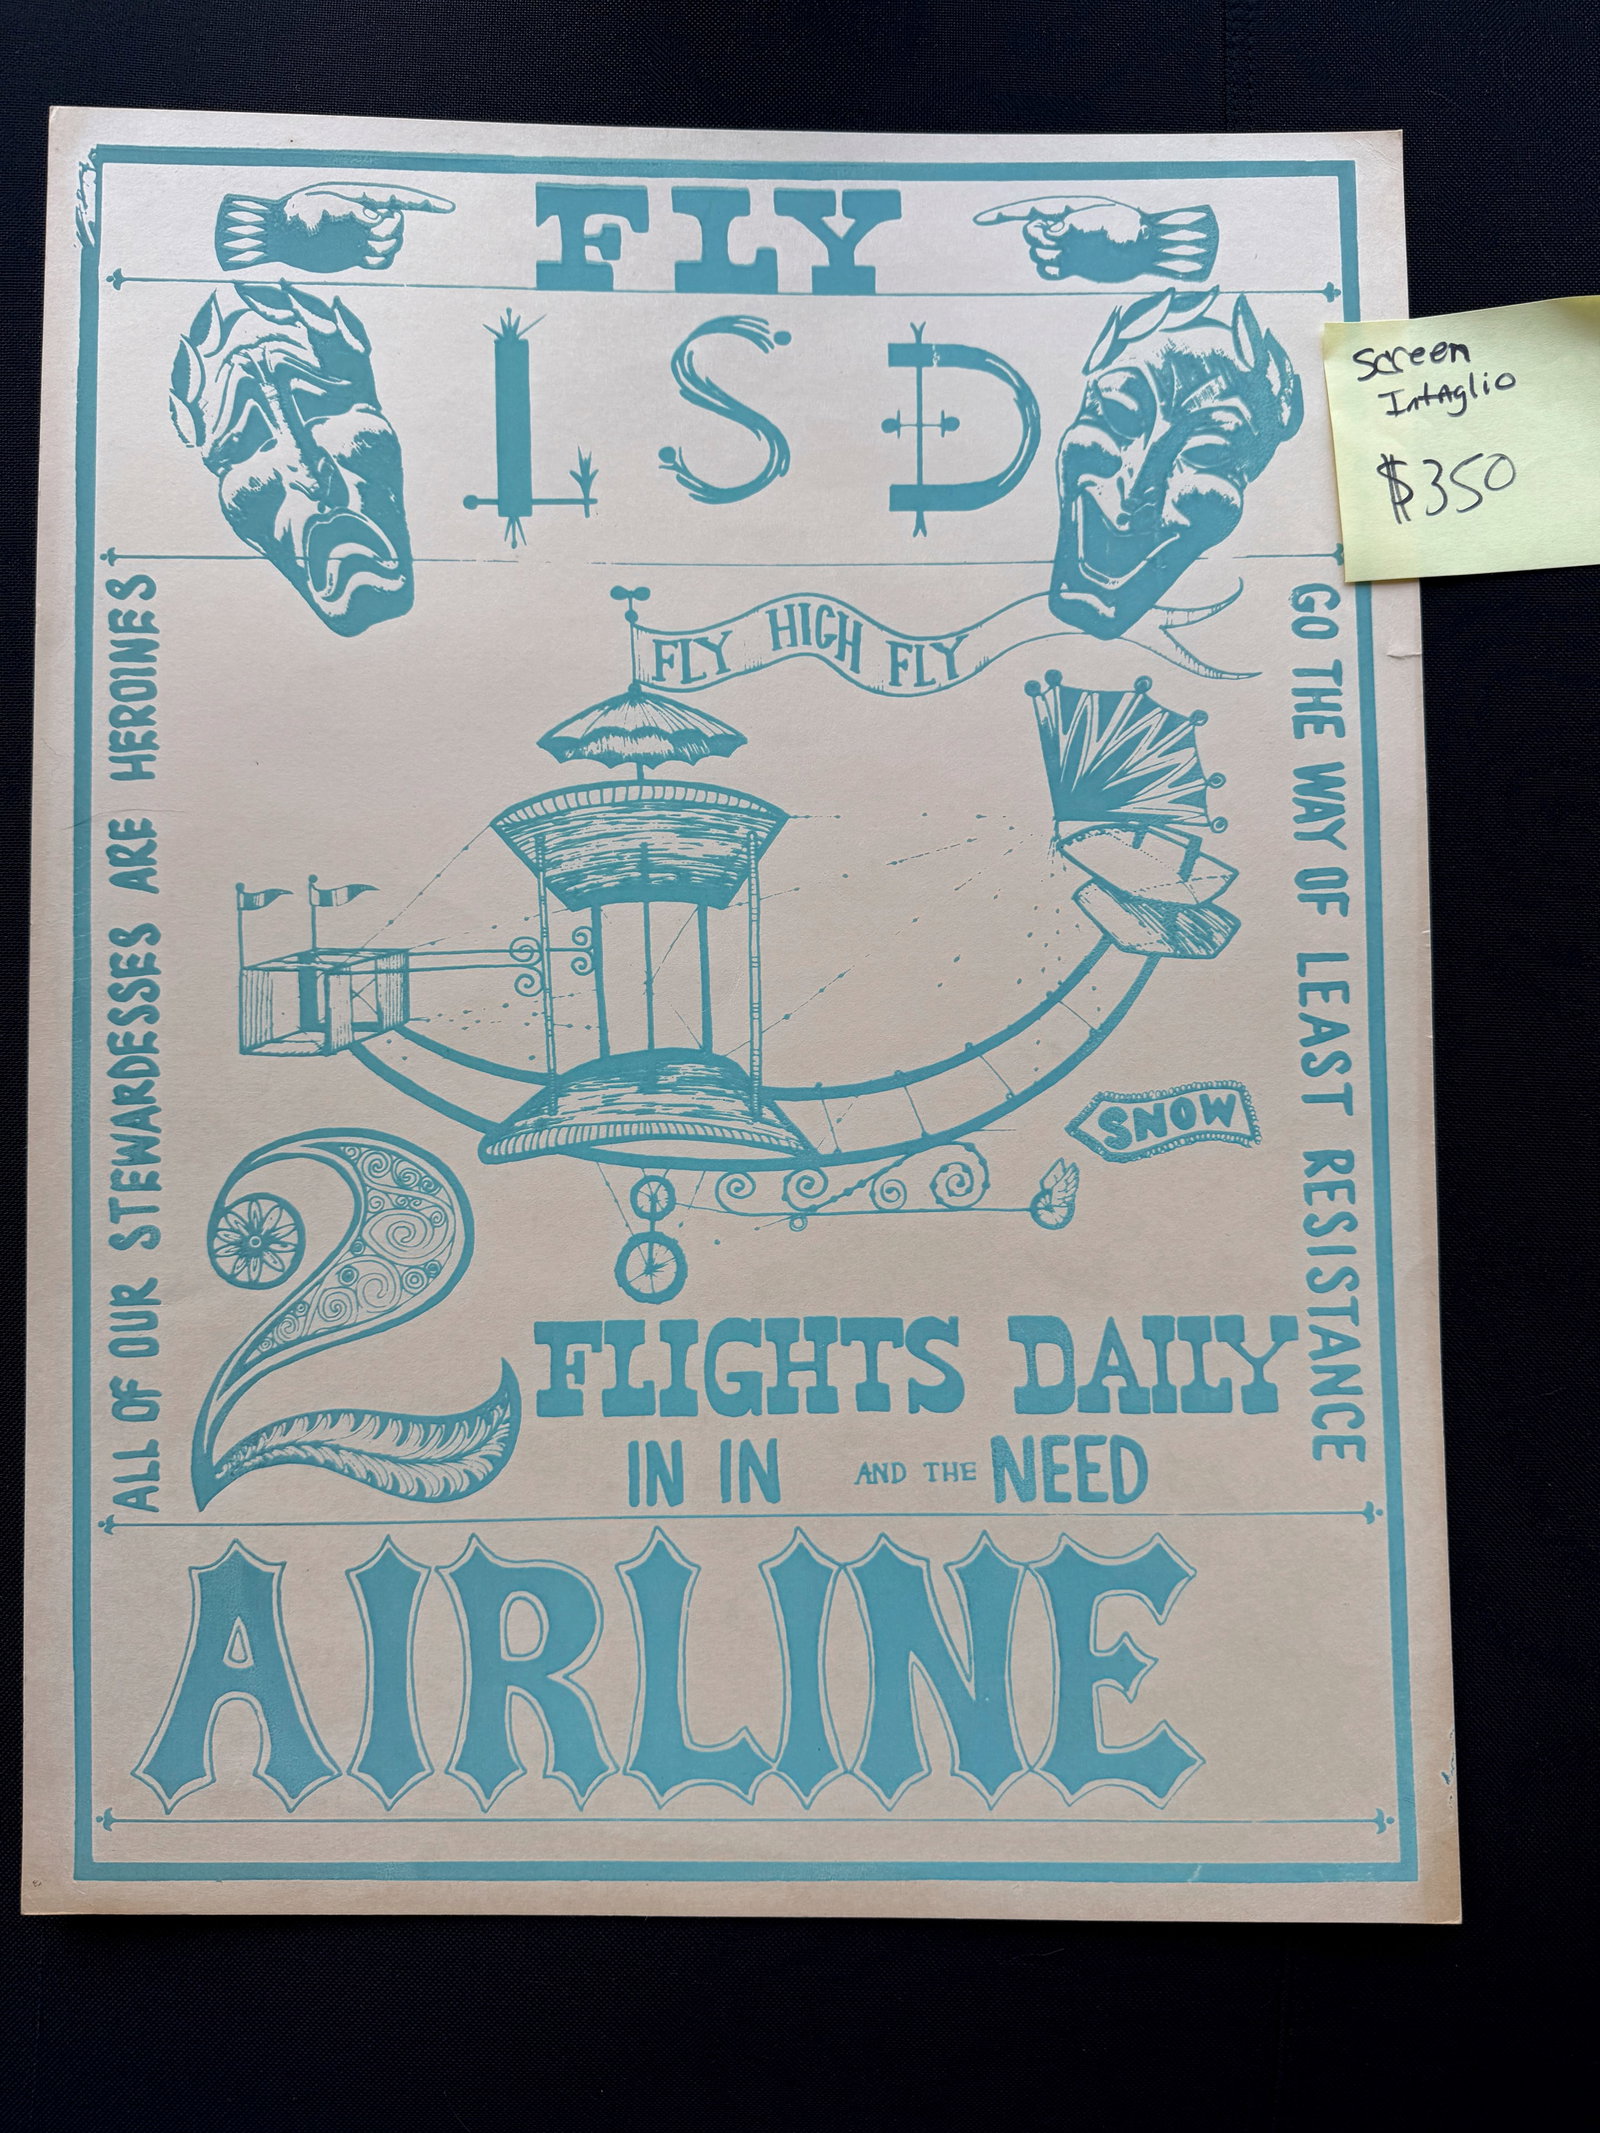 FLY
L S D
FLY HIGH FLY
ALL OF OUR STEWARDESSES ARE HEROINES
GO THE WAY OF LEAST RESISTANCE
SNOW
2 FLIGHTS DAILY
IN IN AND THE NEED
AIRLINE
Screen
Intaglio
$350